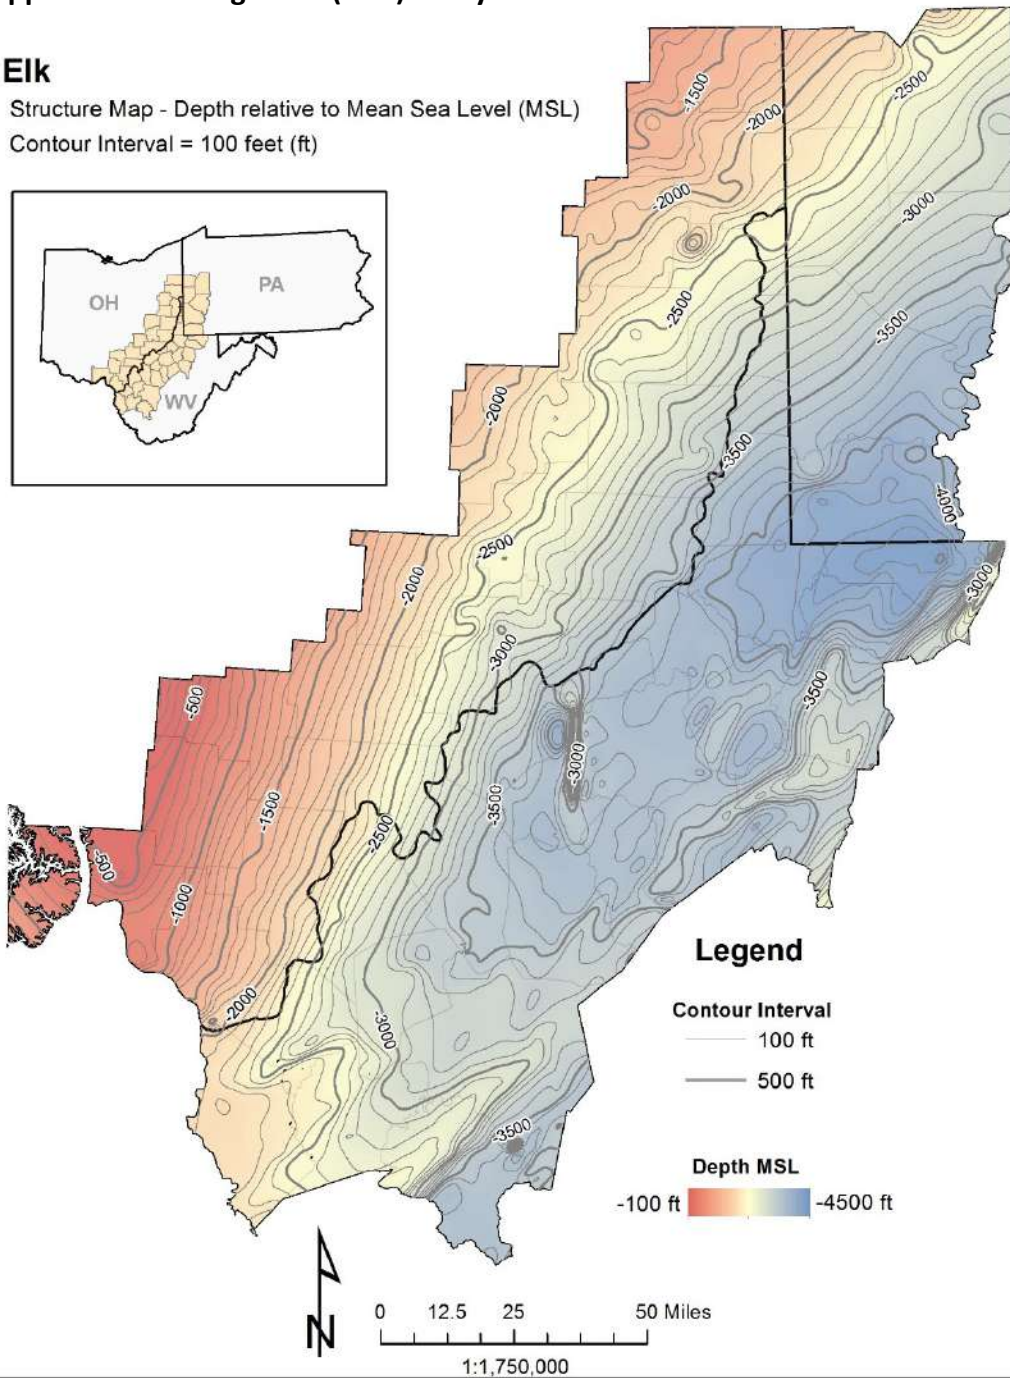 Elk
Structure Map - Depth relative to Mean Sea Level (MSL)
Contour Interval = 100 feet (ft)
OH
PA
WV
-1500
-2000
-2500
-2000
-3000
-2500
-3500
-2000
-3500
-4000
-2500
-2000
-3000
-3000
-500
-3500
-3000
-1500
-3500
-2500
-500
-1000
-2000
-3000
-3500
Legend
Contour Interval
100 ft
500 ft
Depth MSL
-100 ft
-4500 ft
N
0 12.5 25 50 Miles
1:1,750,000